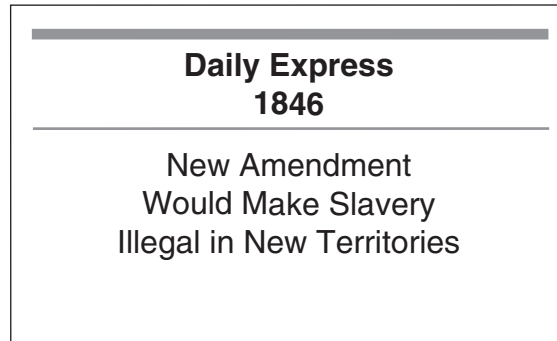 Daily Express
1846
New Amendment
Would Make Slavery
Illegal in New Territories